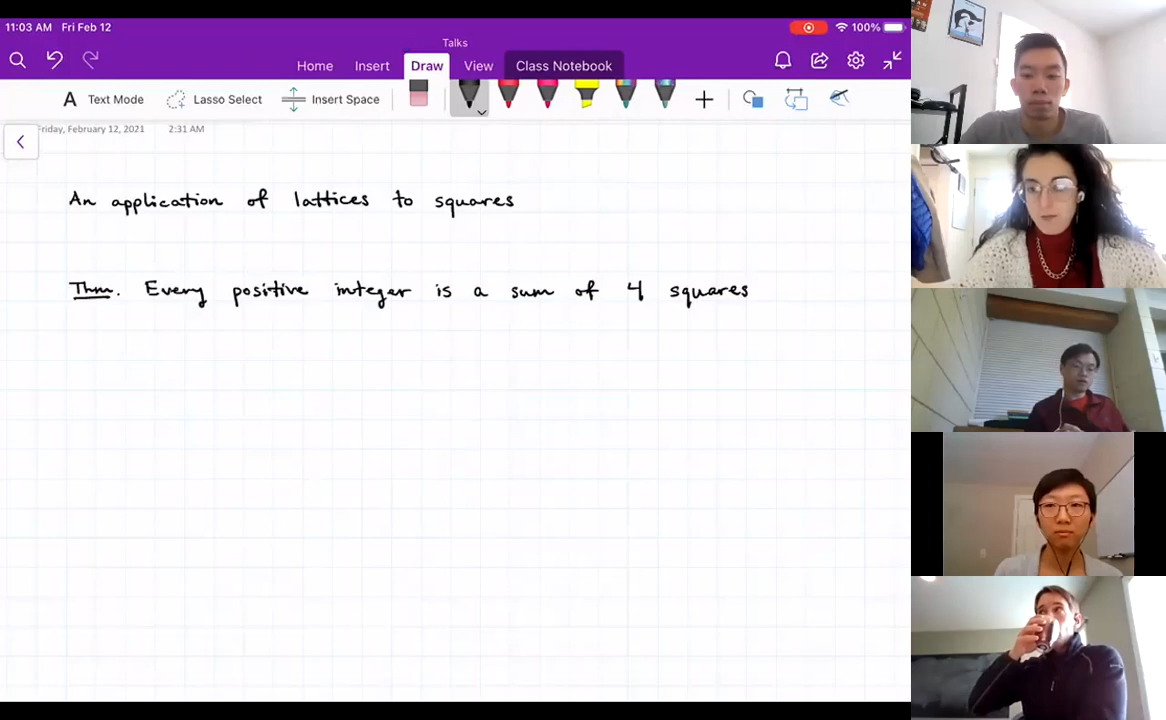 11:03 AM Fri Feb 12
100%
Talks
Home Insert Draw View Class Notebook
Text Mode Lasso Select Insert Space
Friday, February 12, 2021 2:31 AM
An application of lattices to squares
Thm. Every positive integer is a sum of 4 squares